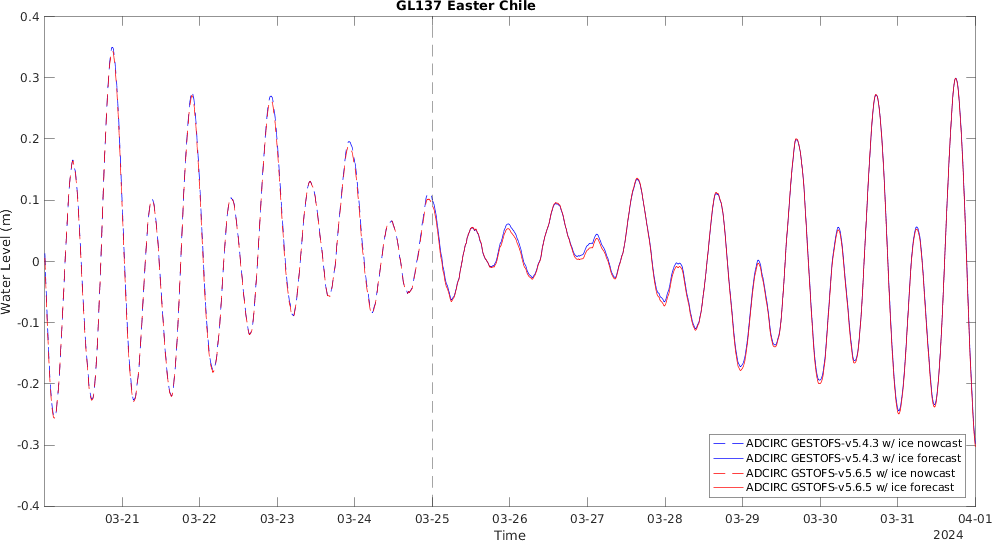 GL137 Easter Chile
0.4
0.3
0.2
0.1
0
-0.1
-0.2
-0.3
-0.4
Water Level (m)
ADCIRC GESTOFS-v5.4.3 w/ ice nowcast
ADCIRC GESTOFS-v5.4.3 w/ ice forecast
ADCIRC GSTOFS-v5.6.5 w/ ice nowcast
ADCIRC GSTOFS-v5.6.5 w/ ice forecast
03-21 03-22 03-23 03-24 03-25 03-26 03-27 03-28 03-29 03-30 03-31 04-01
Time
2024